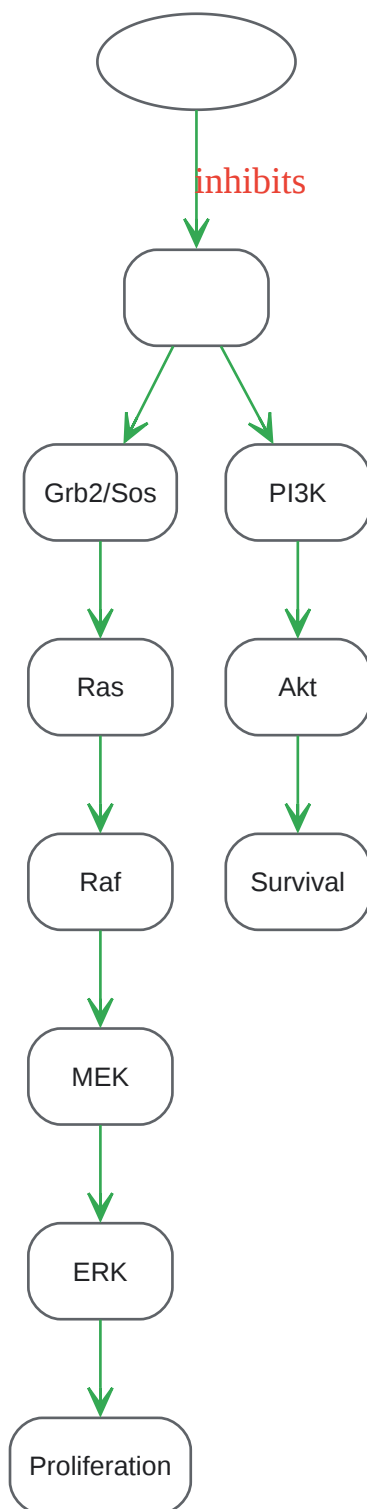 inhibits
Grb2/Sos
PI3K
Ras
Akt
Raf
Survival
MEK
ERK
Proliferation